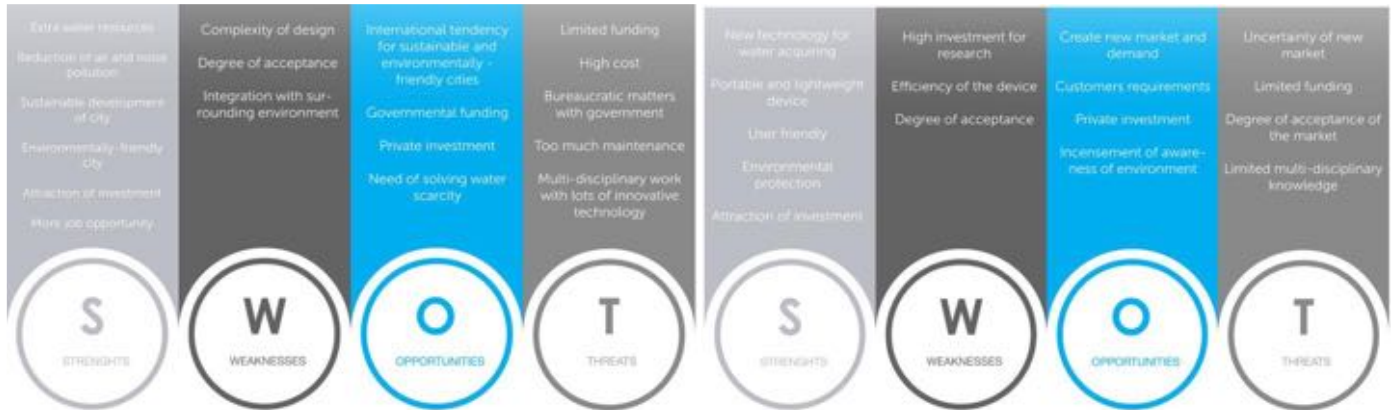 Extra water resources
Reduction of air and noise
pollution
Sustainable development
of city
Environmentally-friendly
city
Attraction of investment
More job opportunity
S
STRENGHTS
Complexity of design
Degree of acceptance
Integration with sur-
rounding environment
W
WEAKNESSES
International tendency
for sustainable and
environmentally -
friendly cities
Governmental funding
Private investment
Need of solving water
scarcity
O
OPPORTUNITIES
Limited funding
High cost
Bureaucratic matters
with government
Too much maintenance
Multi-disciplinary work
with lots of innovative
technology
T
THREATS
New technology for
water acquiring
Portable and lightweight
device
User friendly
Environmental
protection
Attraction of investment
S
STRENGHTS
High investment for
research
Efficiency of the device
Degree of acceptance
W
WEAKNESSES
Create new market and
demand
Customers requirements
Private investment
Incensement of aware-
ness of environment
O
OPPORTUNITIES
Uncertainty of new
market
Limited funding
Degree of acceptance of
the market
Limited multi-disciplinary
knowledge
T
THREATS